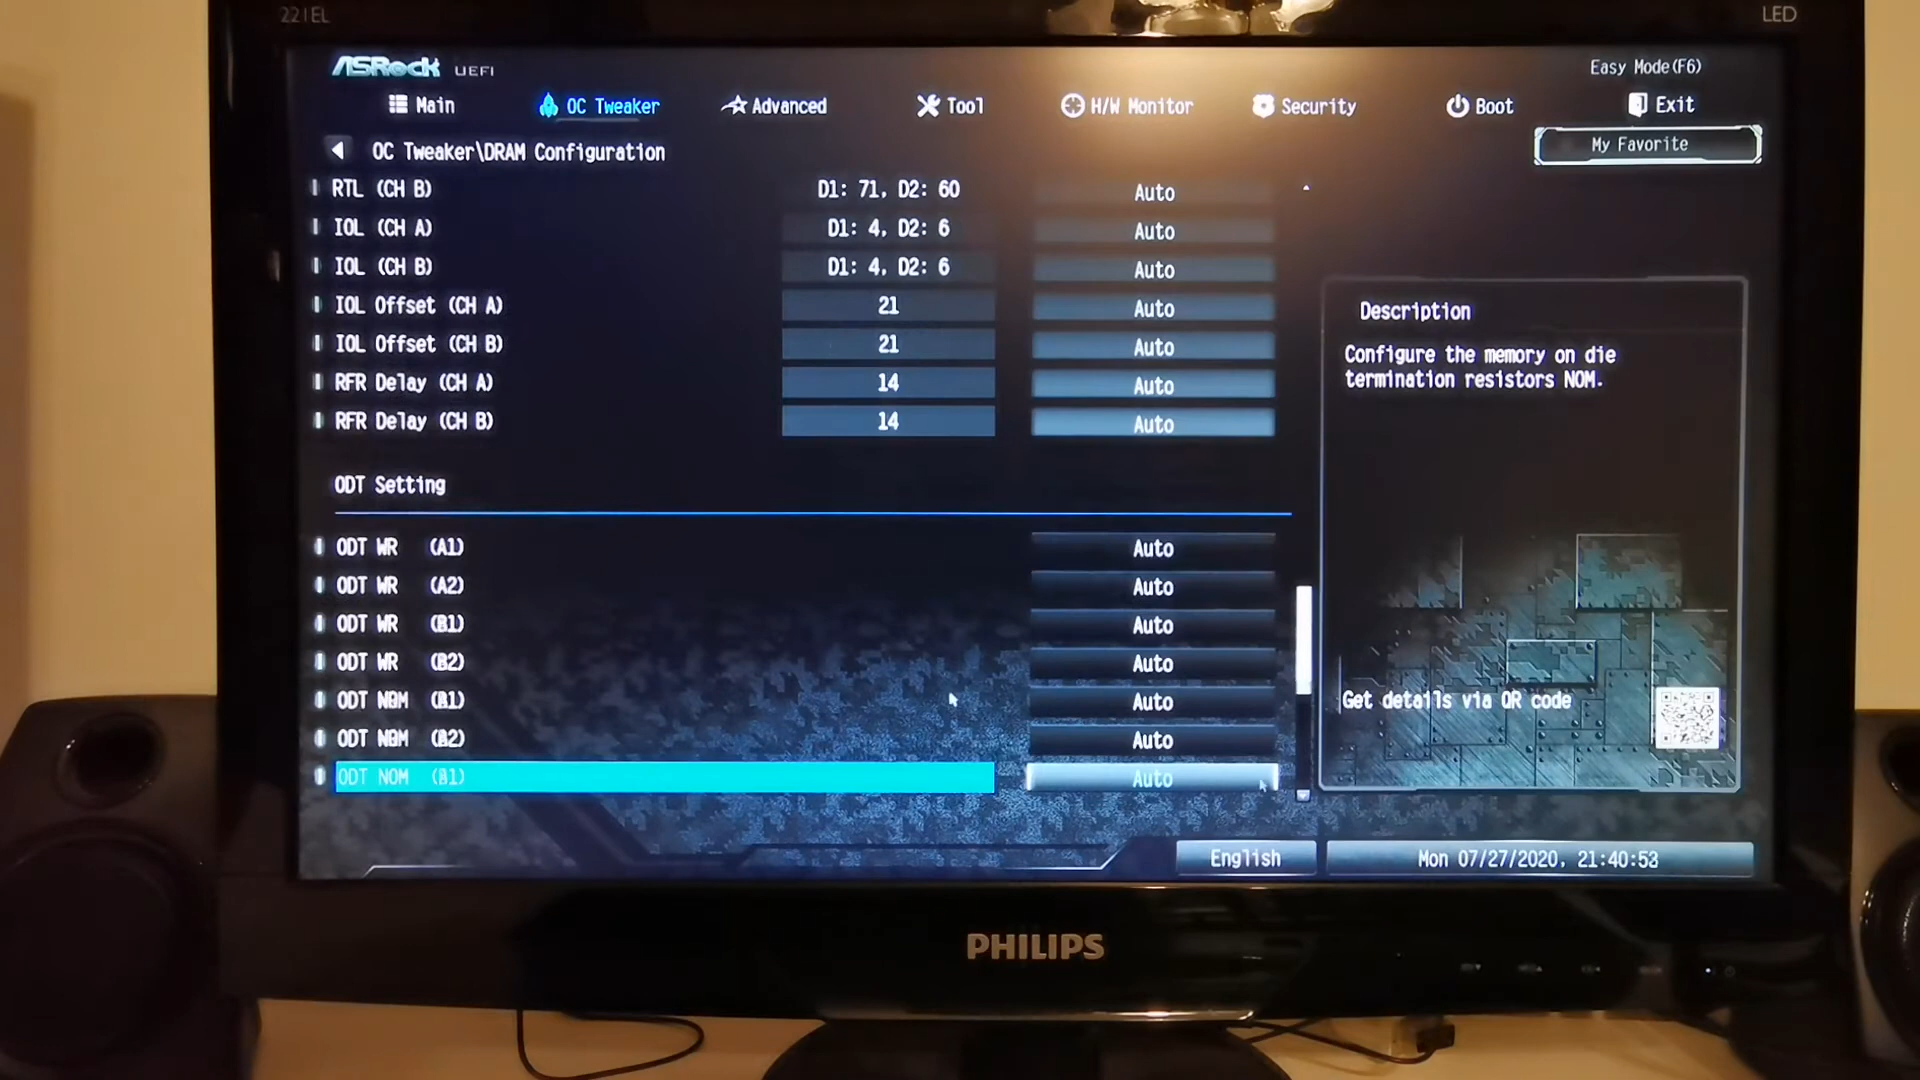 221EL
LED
ASRock UEFI
Easy Mode(F6)
Main OC Tweaker Advanced Tool H/W Monitor Security Boot Exit
My Favorite
OC Tweaker\DRAM Configuration
RTL (CH B) D1: 71, D2: 60 Auto
IOL (CH A) D1: 4, D2: 6 Auto
IOL (CH B) D1: 4, D2: 6 Auto
IOL Offset (CH A) 21 Auto
IOL Offset (CH B) 21 Auto
RFR Delay (CH A) 14 Auto
RFR Delay (CH B) 14 Auto
ODT Setting
ODT WR (A1) Auto
ODT WR (A2) Auto
ODT WR (B1) Auto
ODT WR (B2) Auto
ODT NOM (A1) Auto
ODT NOM (A2) Auto
ODT NOM (B1) Auto
Description
Configure the memory on die
termination resistors NOM.
Get details via QR code
English
Mon 07/27/2020, 21:40:53
PHILIPS